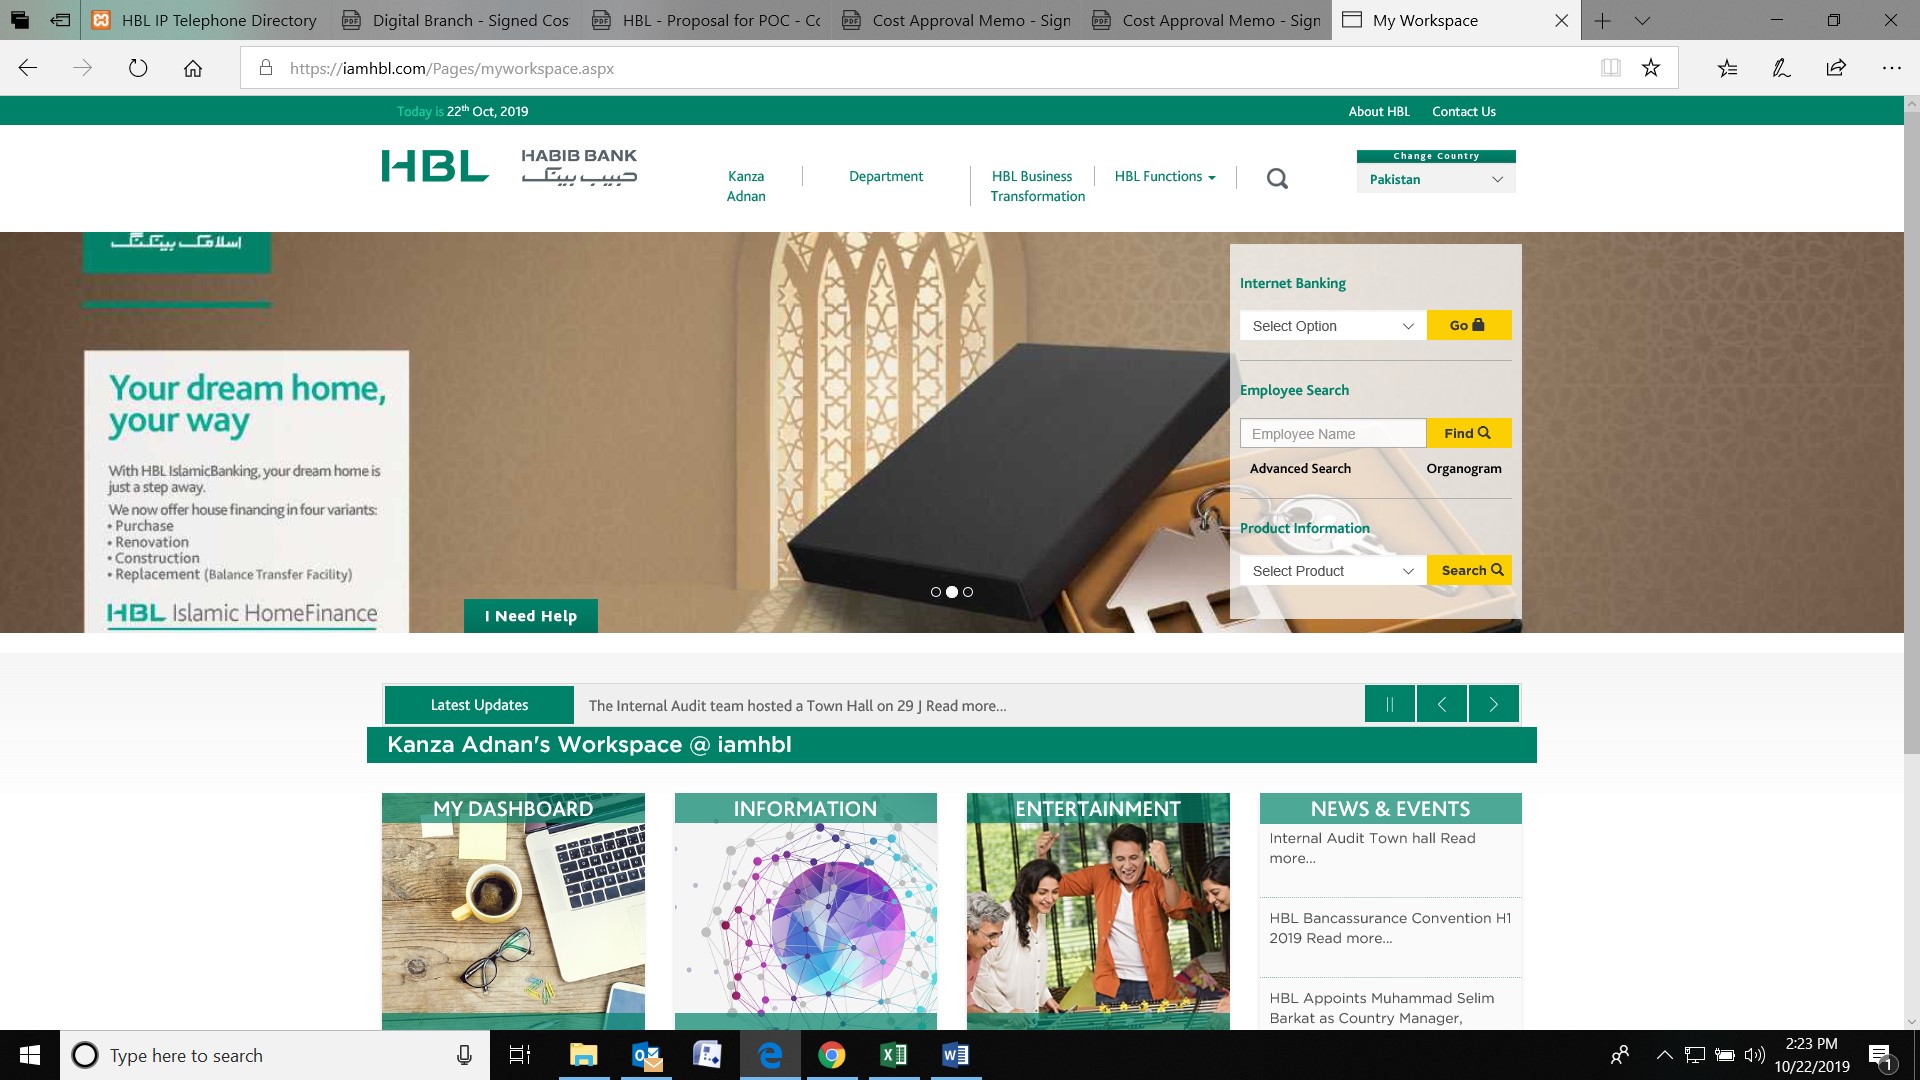 HBL IP Telephone Directory
Digital Branch - Signed Cos
HBL - Proposal for POC - Co
Cost Approval Memo - Sign
Cost Approval Memo - Sign
My Workspace
https://iamhbl.com/Pages/myworkspace.aspx
Today is 22th Oct, 2019
About HBL
Contact Us
HBL
HABIB BANK
حبیب بینک
Kanza
Adnan
Department
HBL Business
Transformation
HBL Functions
Change Country
Pakistan
اسلامک بینکنگ
Your dream home,
your way
With HBL IslamicBanking, your dream home is
just a step away.
We now offer house financing in four variants:
• Purchase
• Renovation
• Construction
• Replacement (Balance Transfer Facility)
HBL Islamic HomeFinance
I Need Help
Internet Banking
Select Option
Go
Employee Search
Employee Name
Find
Advanced Search
Organogram
Product Information
Select Product
Search
Latest Updates
The Internal Audit team hosted a Town Hall on 29 J Read more...
Kanza Adnan's Workspace @ iamhbl
MY DASHBOARD
INFORMATION
ENTERTAINMENT
NEWS & EVENTS
Internal Audit Town hall Read
more...
HBL Bancassurance Convention H1
2019 Read more...
HBL Appoints Muhammad Selim
Barkat as Country Manager,
Type here to search
2:23 PM
10/22/2019
1